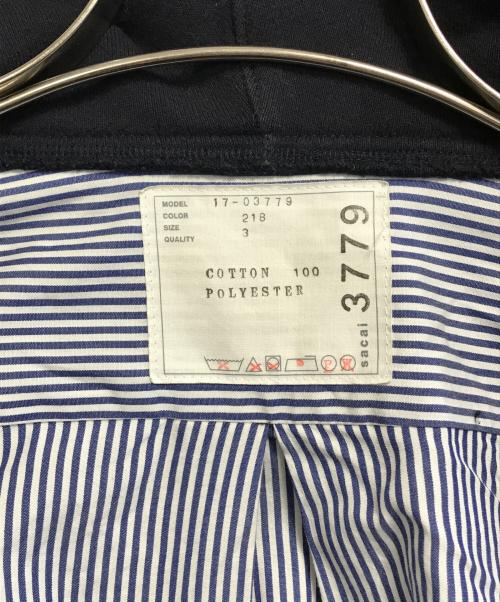 MODEL 17-03779
COLOR 218
SIZE 3
QUALITY
COTTON 100
POLYESTER
sacai 3779